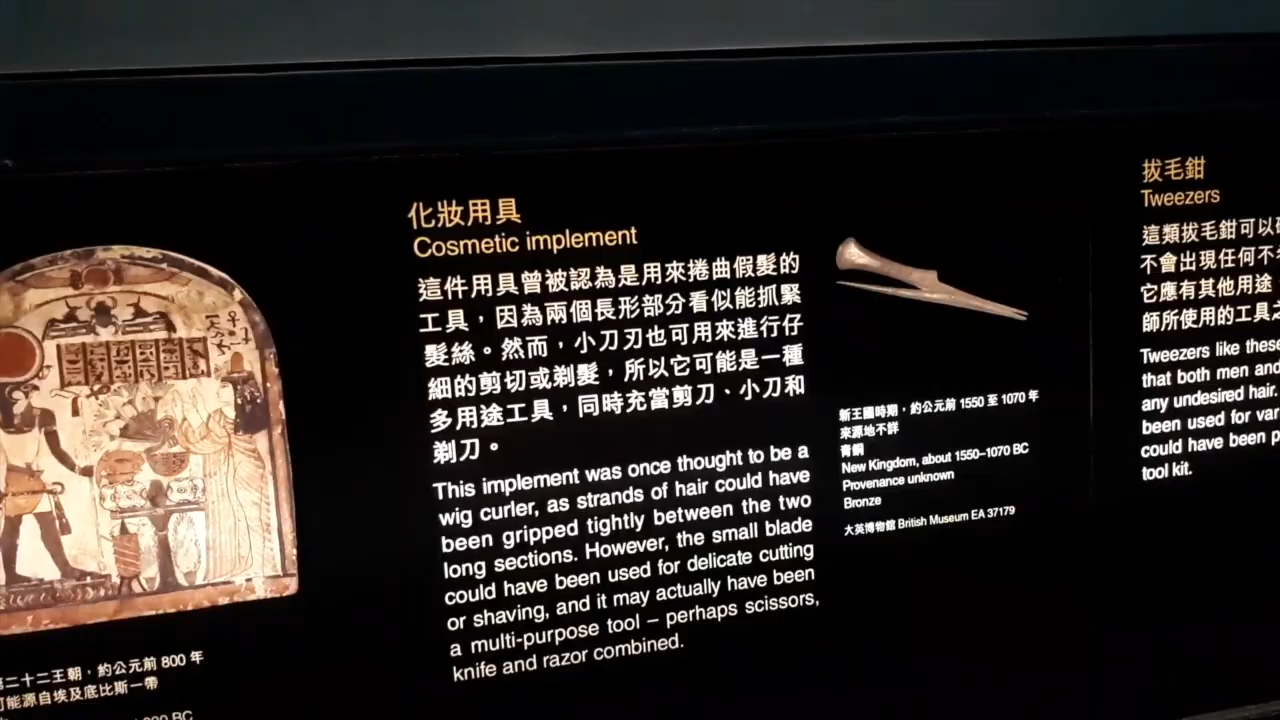 二十二王朝，約公元前 800 年
能源自埃及底比斯一帶
BC
化妝用具
Cosmetic implement
這件用具曾被認為是用來捲曲假髮的
工具，因為兩個長形部分看似能抓緊
髮絲。然而，小刀刃也可用來進行仔
細的剪切或剃髮，所以它可能是一種
多用途工具，同時充當剪刀、小刀和
剃刀。
This implement was once thought to be a
wig curler, as strands of hair could have
been gripped tightly between the two
long sections. However, the small blade
could have been used for delicate cutting
or shaving, and it may actually have been
a multi-purpose tool – perhaps scissors,
knife and razor combined.
新王國時期，約公元前 1550 至 1070 年
來源地不詳
青銅
New Kingdom, about 1550–1070 BC
Provenance unknown
Bronze
大英博物館 British Museum EA 37179
拔毛鉗
Tweezers
這類拔毛鉗可以
不會出現任何不
它應有其他用途
師所使用的工具
Tweezers like these
that both men and
any undesired hair.
been used for var
could have been p
tool kit.